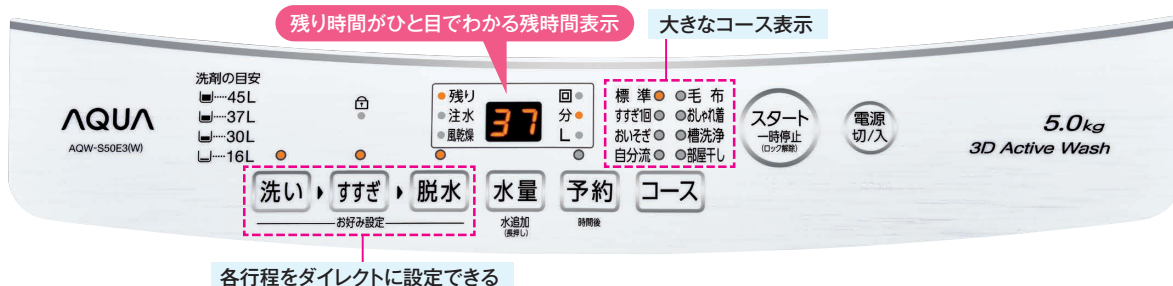 残り時間がひと目でわかる残時間表示
大きなコース表示
洗剤の目安
45L
37L
30L
16L
AQUA
AQW-S50E3(W)
残り
注水
風乾燥
37
回
分
L
標準 毛布
すすぎ1回 おしゃれ着
おいそぎ 槽洗浄
自分流 部屋干し
スタート
一時停止
(ロック解除)
電源
切/入
5.0kg
3D Active Wash
洗い すすぎ 脱水 水量 予約 コース
お好み設定
水追加
(長押し)
時間後
各行程をダイレクトに設定できる